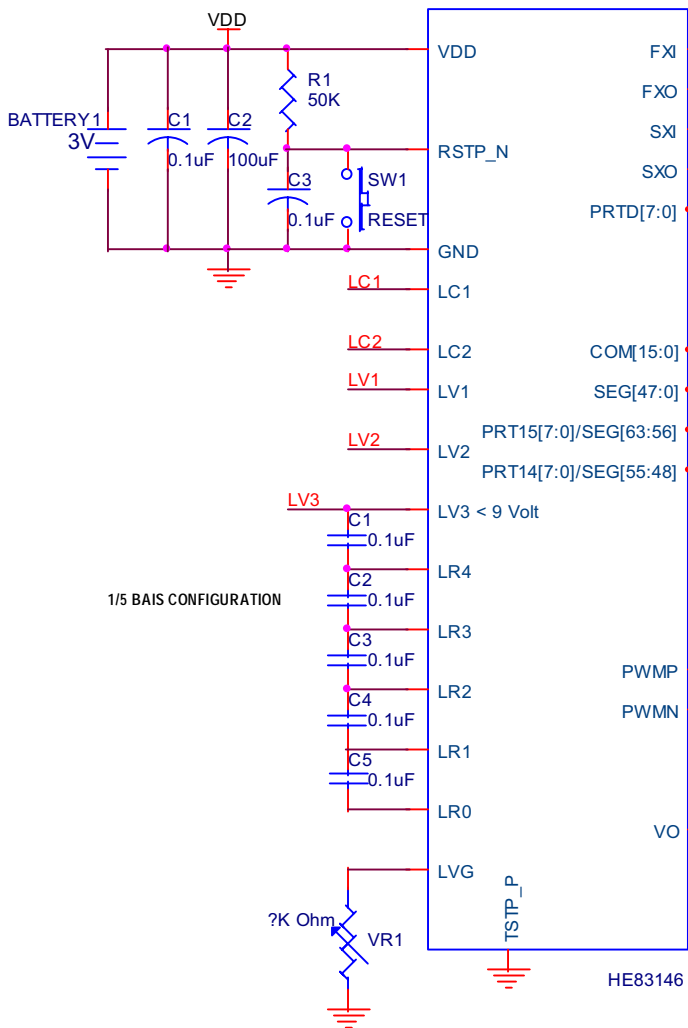 VDD
VDD
FXI
R1
50K
FXO
BATTERY1
3V
C1
0.1uF
C2
100uF
SXI
RSTP_N
SXO
C3
0.1uF
SW1
RESET
PRTD[7:0]
GND
LC1
LC1
LC2
LC2
COM[15:0]
LV1
LV1
SEG[47:0]
LV2
LV2
PRT15[7:0]/SEG[63:56]
PRT14[7:0]/SEG[55:48]
LV3
LV3 < 9 Volt
C1
0.1uF
LR4
C2
0.1uF
1/5 BAIS CONFIGURATION
LR3
C3
0.1uF
PWMP
LR2
C4
0.1uF
PWMN
LR1
C5
0.1uF
LR0
VO
LVG
TSTP_P
?K Ohm
VR1
HE83146